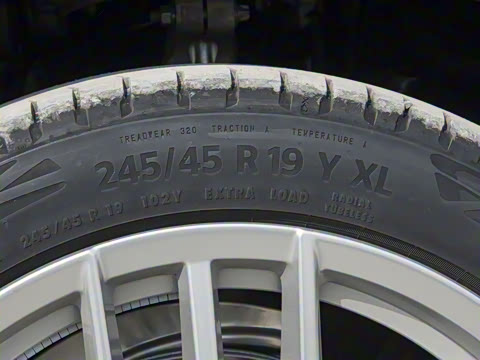 TREADWEAR 320 TRACTION A TEMPERATURE A
245/45 R 19 Y XL
245/45 R 19 102Y EXTRA LOAD RADIAL TUBELESS